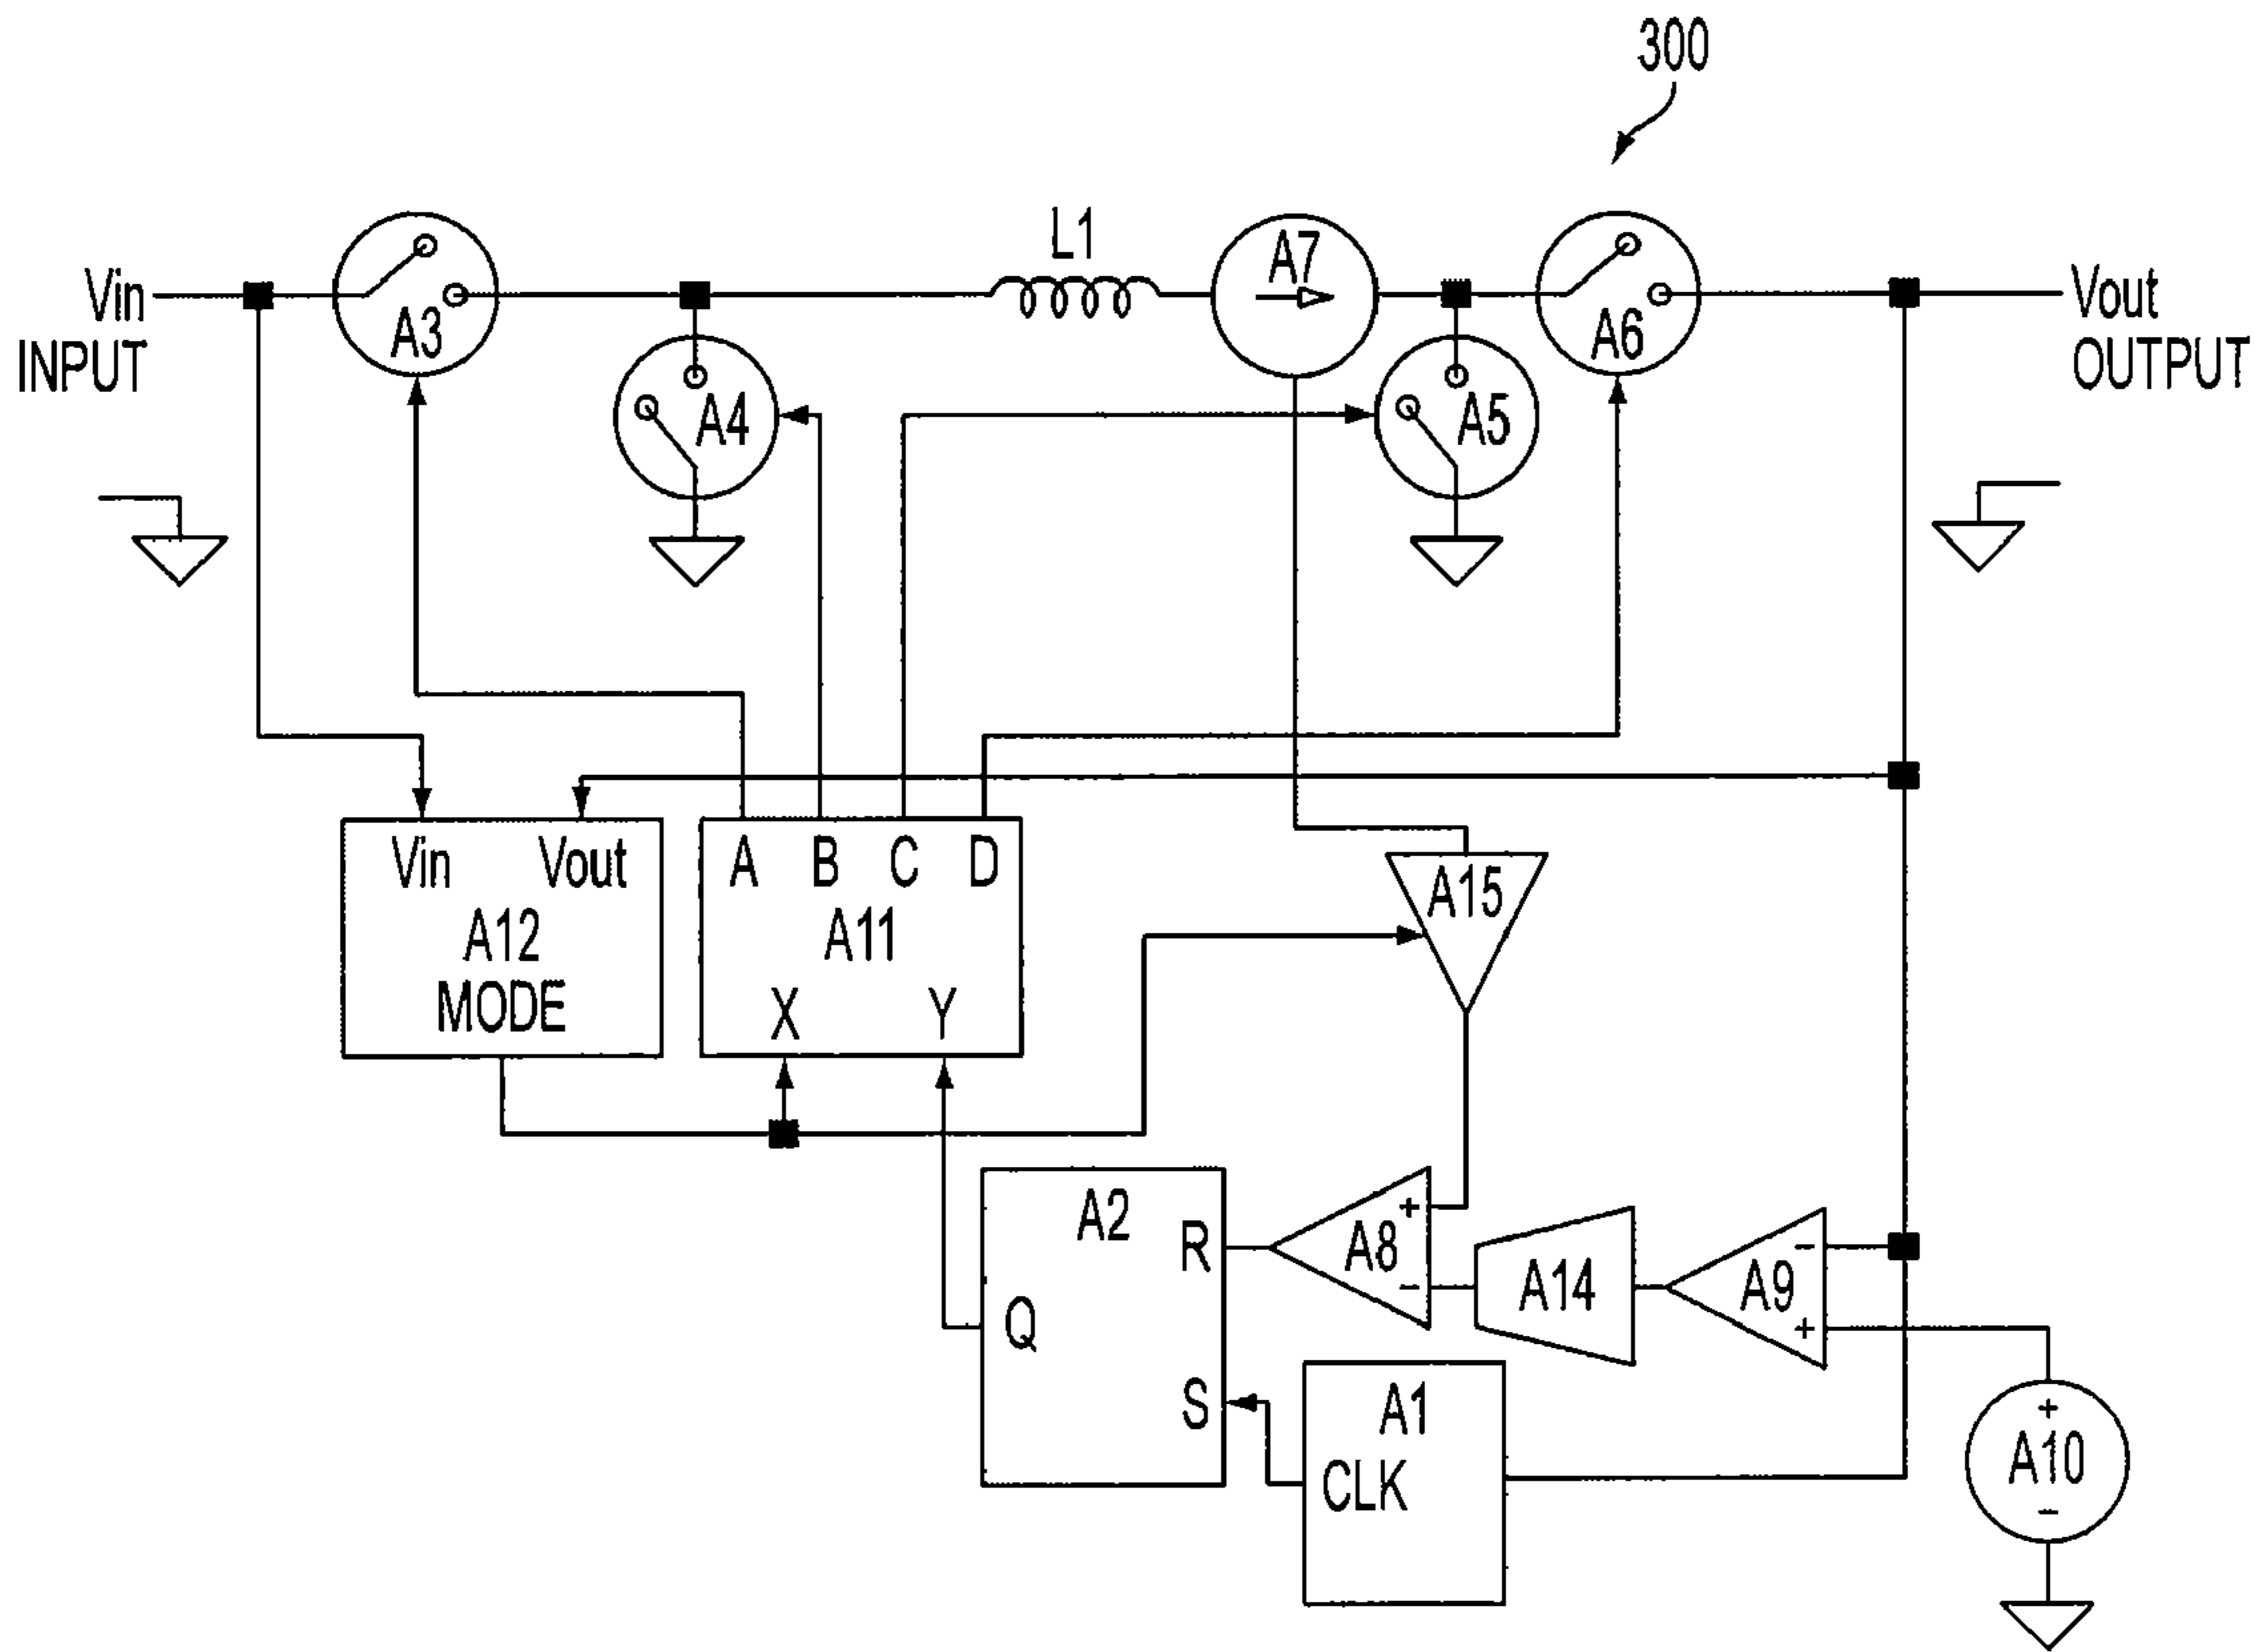 300
L1
A7
Vin
INPUT
A3
A6
Vout
OUTPUT
A4
A5
Vin Vout
A12
MODE
A B C D
A11
X Y
A15
A2
R
Q
S
+
A8
-
A14
-
A9
+
A1
CLK
+
A10
-